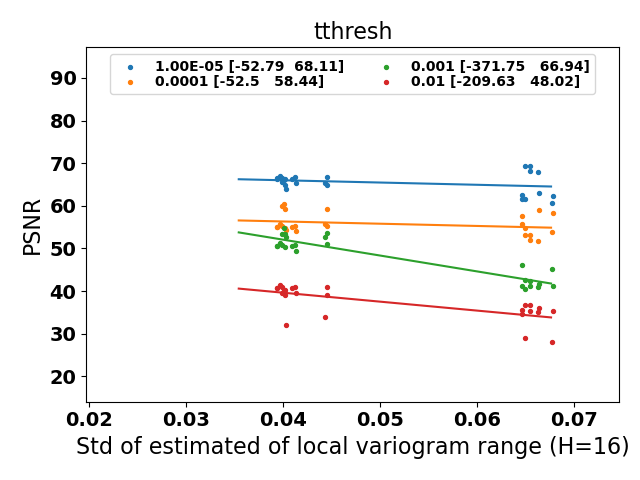 tthresh
1.00E-05 [-52.79  68.11]
0.0001 [-52.5   58.44]
0.001 [-371.75   66.94]
0.01 [-209.63   48.02]
PSNR
90
80
70
60
50
40
30
20
0.02 0.03 0.04 0.05 0.06 0.07
Std of estimated of local variogram range (H=16)